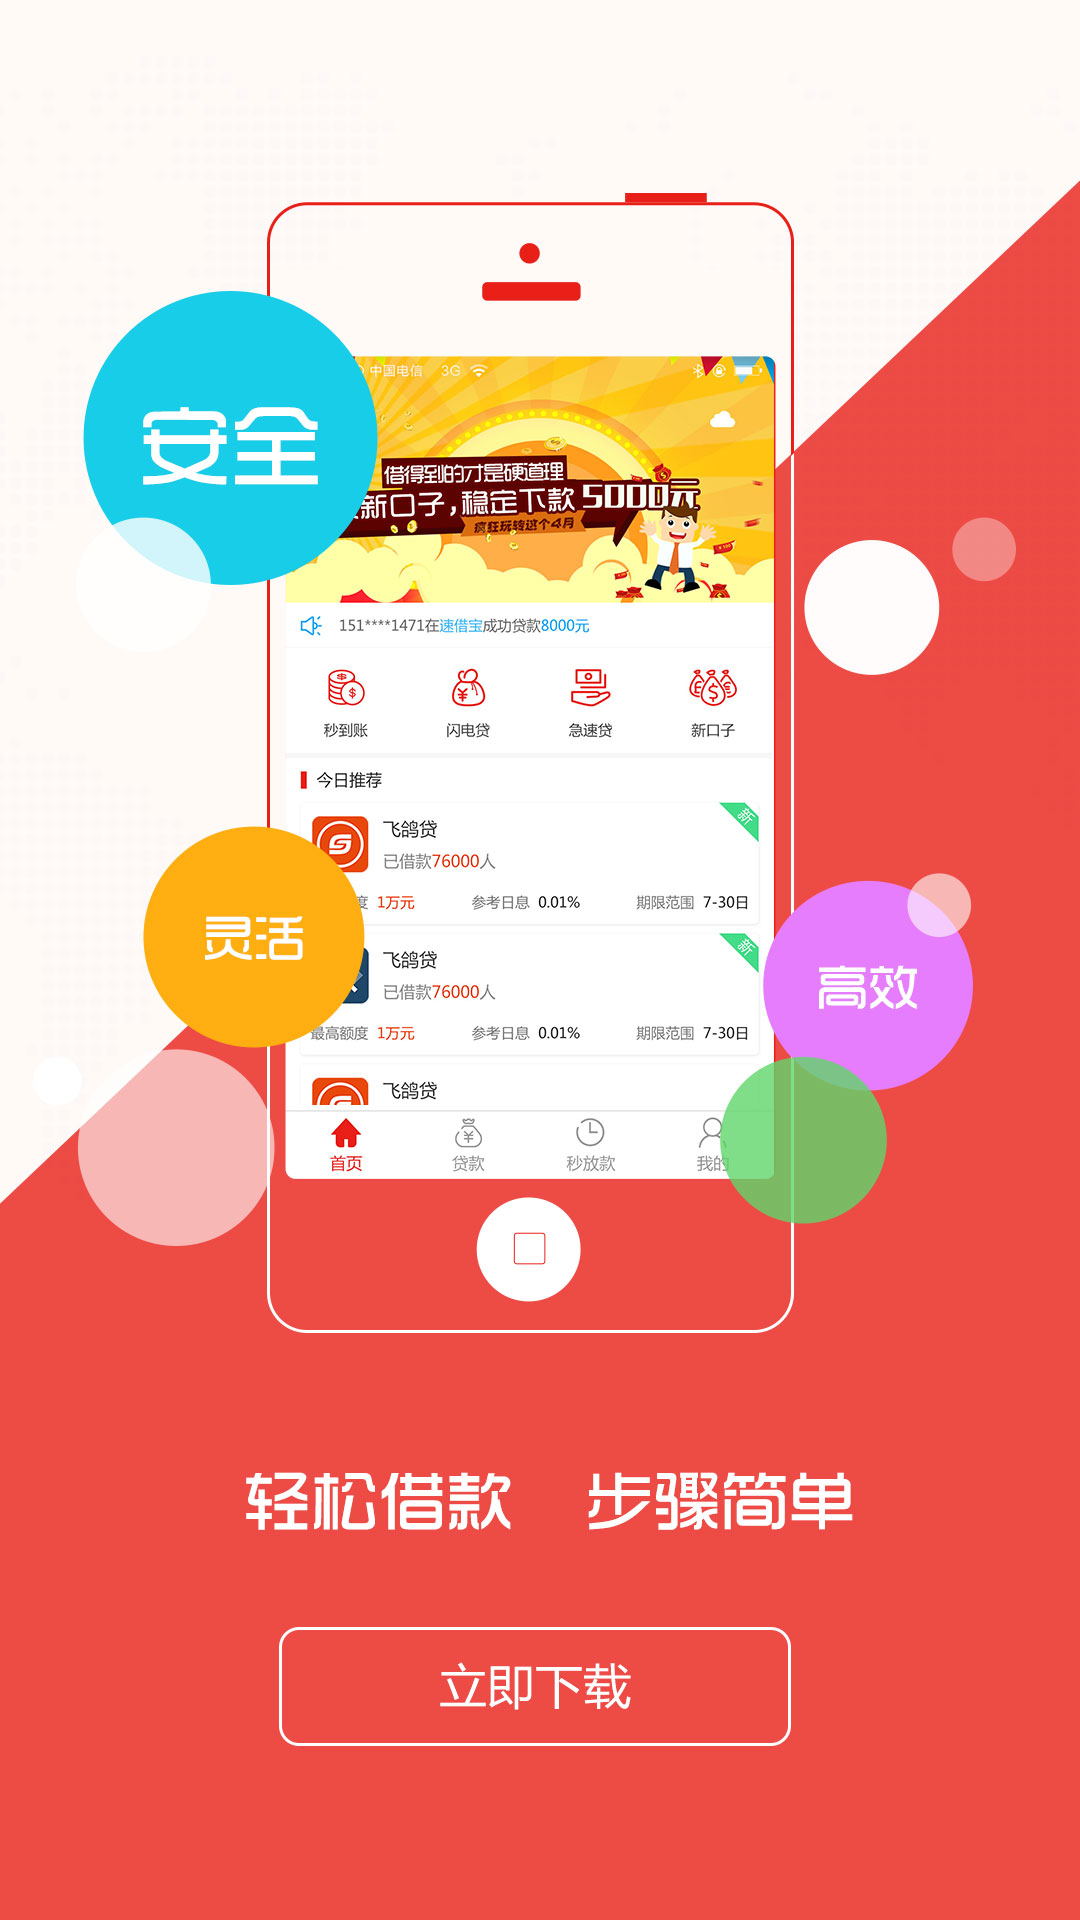 中国电信 3G
安全
借得到的才是硬道理
新口子,稳定下款 5000元
疯狂玩转这个4月
151****1471在速借宝成功贷款8000元
秒到账 闪电贷 急速贷 新口子
今日推荐
飞鸽贷 新
已借款76000人
度 1万元 参考日息 0.01% 期限范围 7-30日
灵活
飞鸽贷 新
已借款76000人
最高额度 1万元 参考日息 0.01% 期限范围 7-30日
高效
飞鸽贷
首页 贷款 秒放款 我的
轻松借款 步骤简单
立即下载